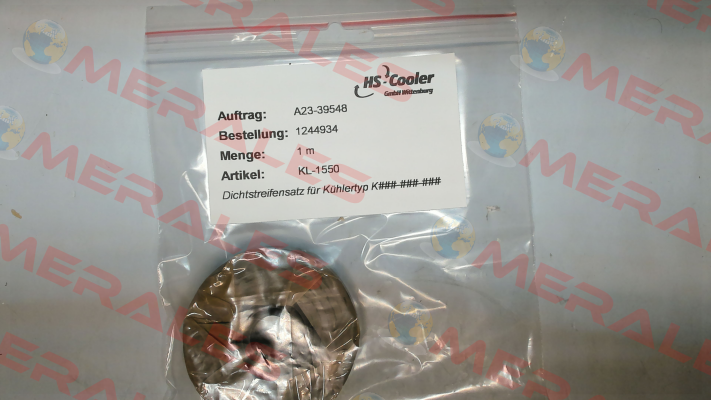 HS-Cooler
GmbH Wittenburg
Auftrag: A23-39548
Bestellung: 1244934
Menge: 1 m
Artikel: KL-1550
Dichtstreifensatz für Kühlertyp K###-###-###
MERALES
MERALES
MERALES
MERALES
MERALES